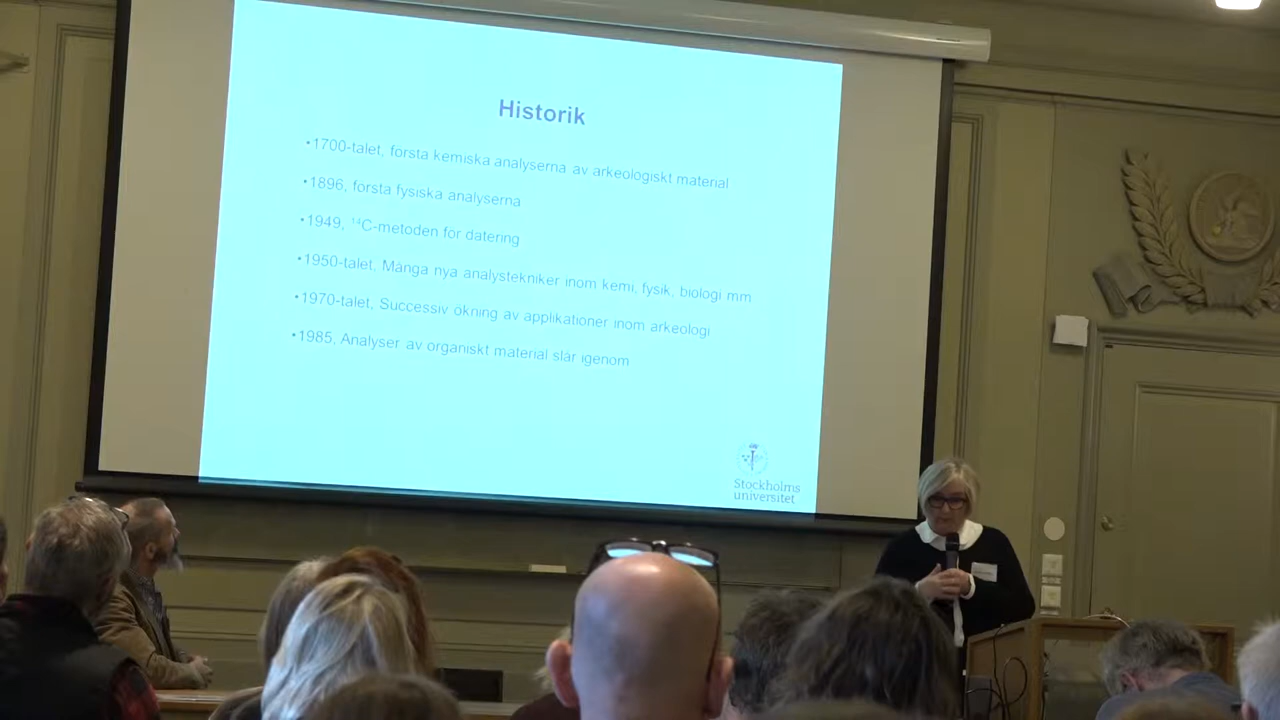 Historik
•1700-talet, första kemiska analyserna av arkeologiskt material
•1896, första fysiska analyserna
•1949, ¹⁴C-metoden för datering
•1950-talet, Många nya analystekniker inom kemi, fysik, biologi mm
•1970-talet, Successiv ökning av applikationer inom arkeologi
•1985, Analyser av organiskt material slår igenom
Stockholms
universitet